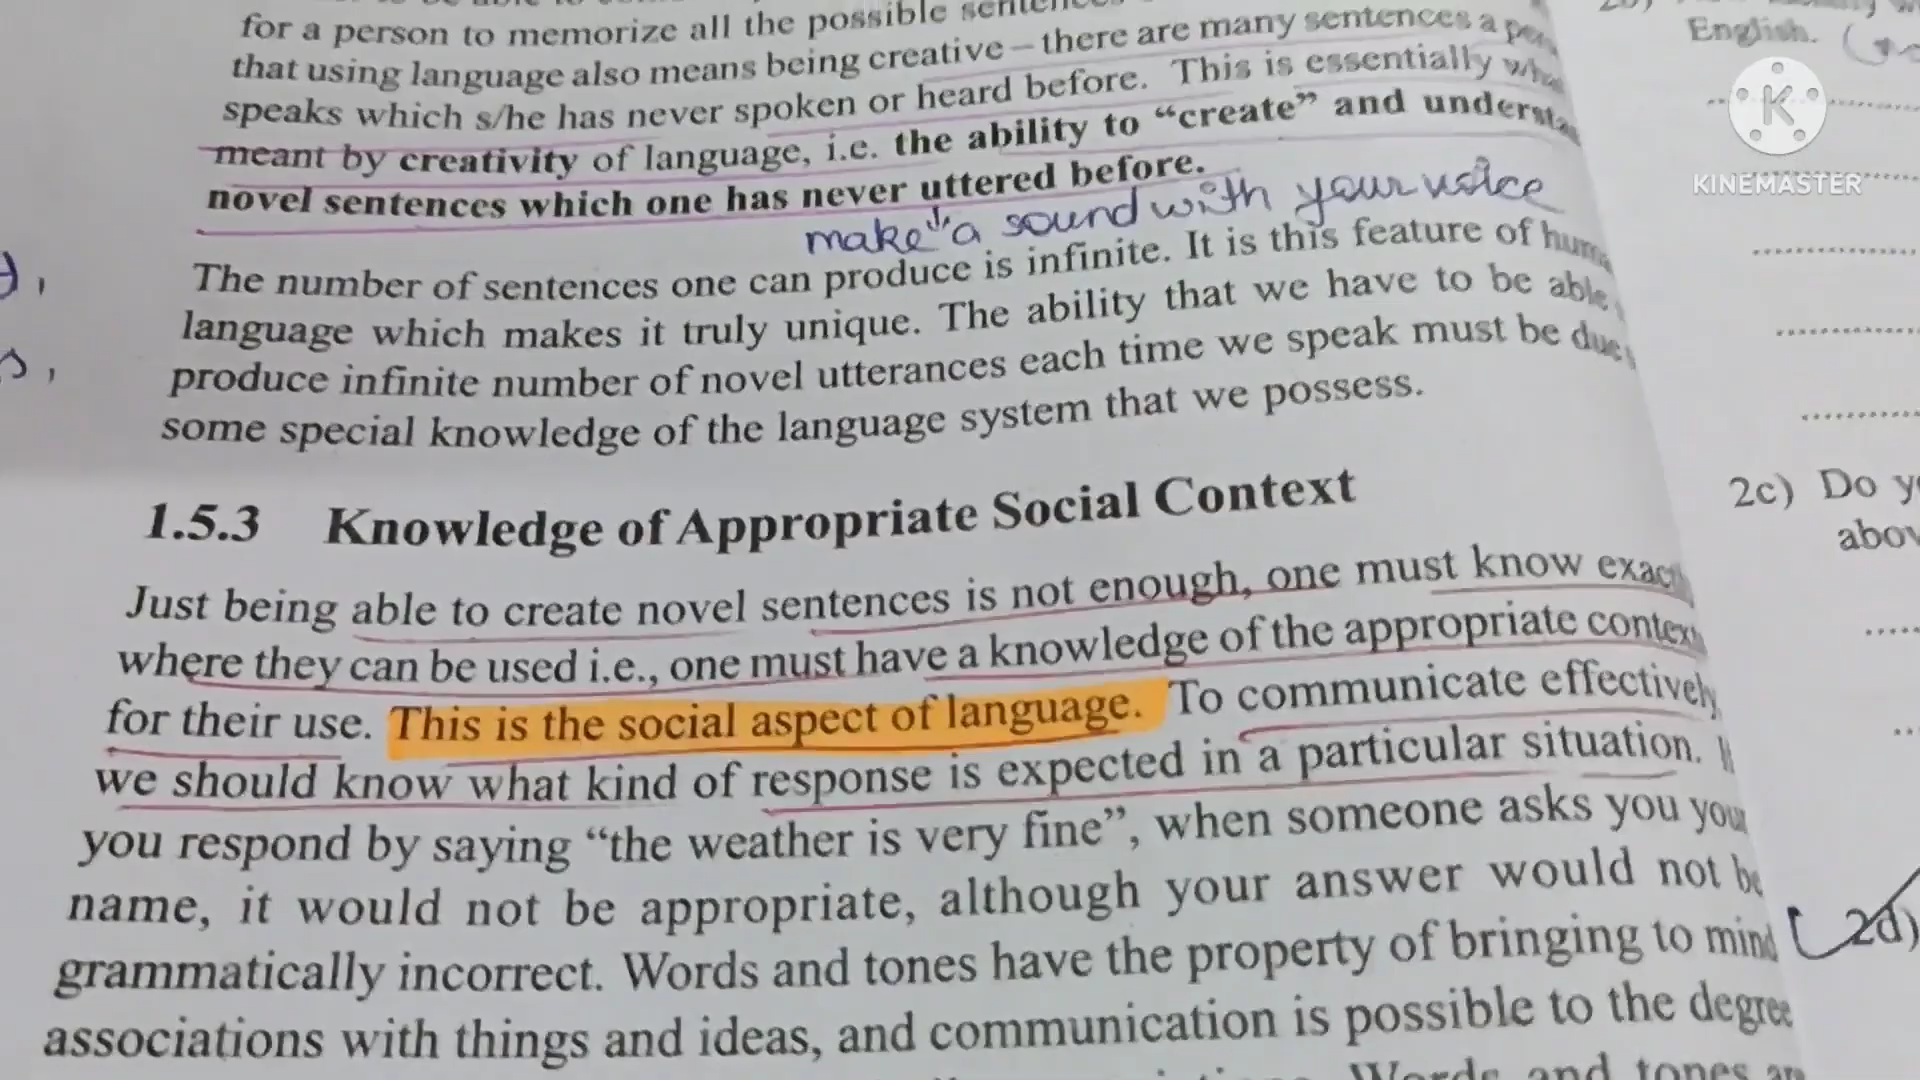 for a person to memorize all the possible
English.
that using language also means being creative – there are many sentences a
speaks which s/he has never spoken or heard before. This is essentially
meant by creativity of language, i.e. the ability to “create” and
novel sentences which one has never uttered before.
make a sound with your voice
The number of sentences one can produce is infinite. It is this feature of
language which makes it truly unique. The ability that we have to be able
produce infinite number of novel utterances each time we speak must be due
some special knowledge of the language system that we possess.
1.5.3 Knowledge of Appropriate Social Context
Just being able to create novel sentences is not enough, one must know
where they can be used i.e., one must have a knowledge of the appropriate context
for their use. This is the social aspect of language. To communicate effectively
we should know what kind of response is expected in a particular situation.
you respond by saying “the weather is very fine”, when someone asks you your
name, it would not be appropriate, although your answer would not be
grammatically incorrect. Words and tones have the property of bringing to mind
associations with things and ideas, and communication is possible to the degree
Words and tones
2c) Do
2d)
K
KINEMASTER